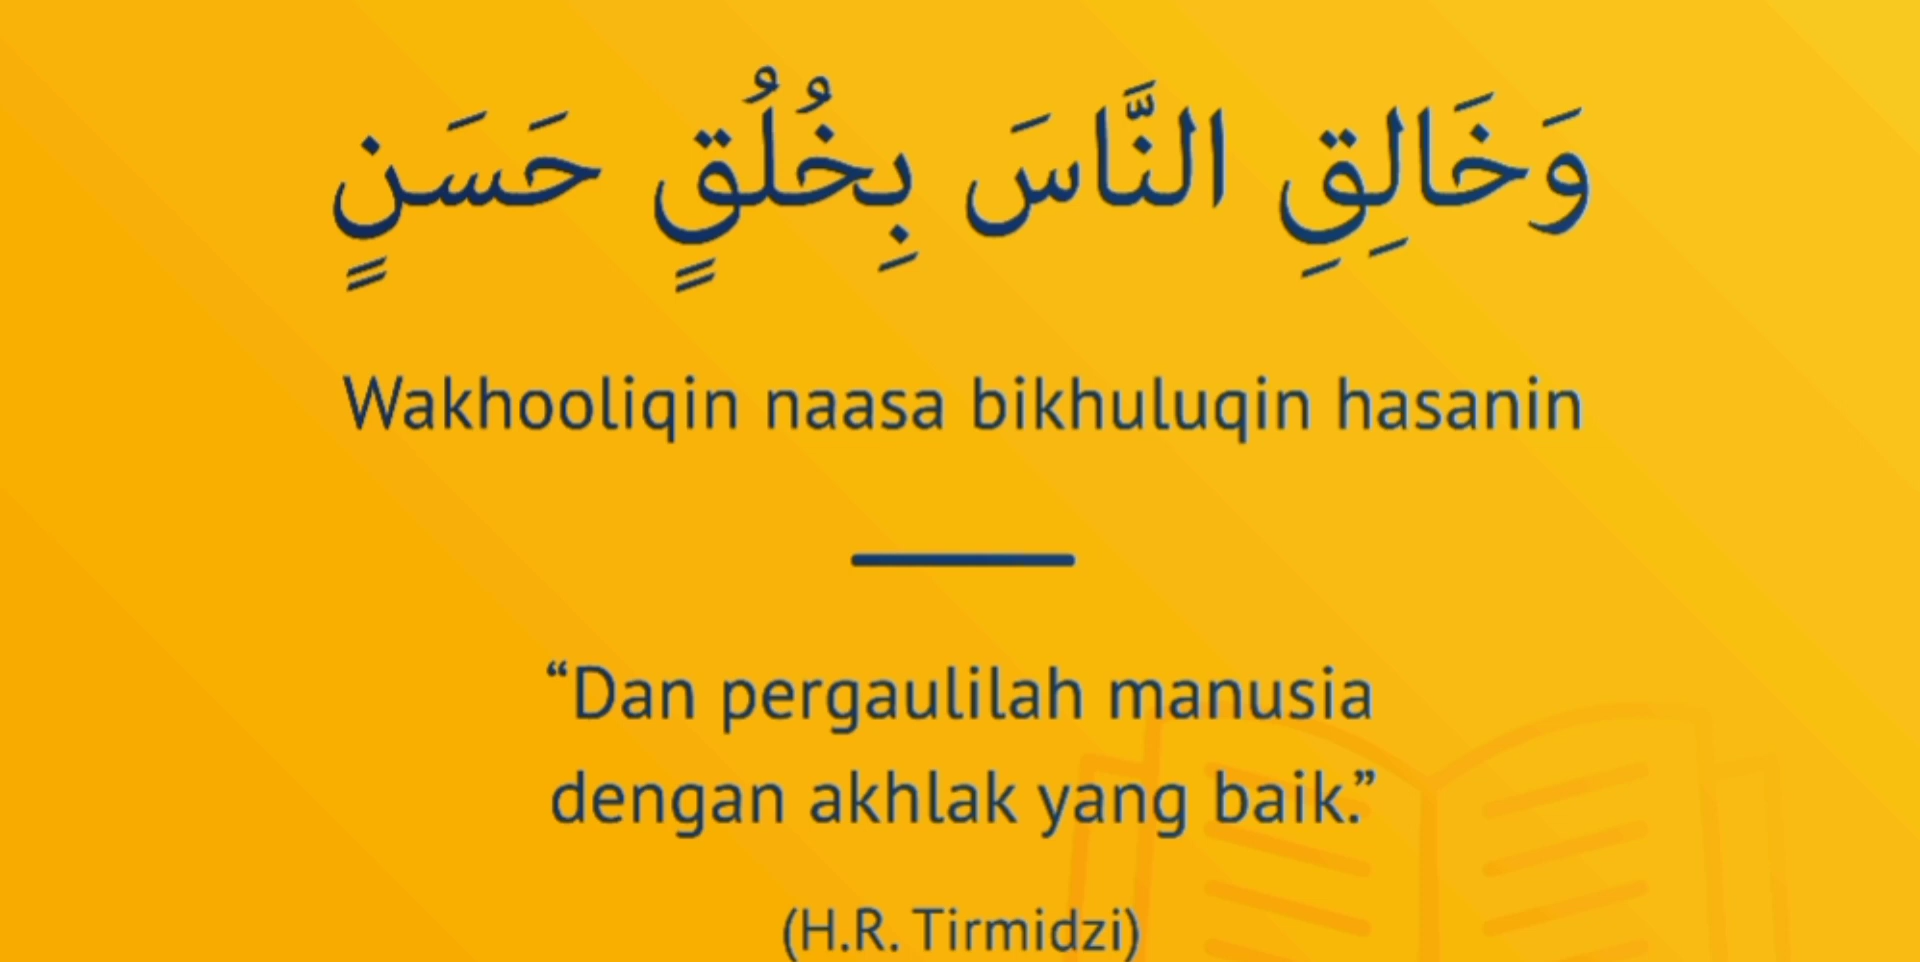 وَخَالِقِ النَّاسَ بِخُلُقٍ حَسَنٍ
Wakhooliqin naasa bikhuluqin hasanin
“Dan pergaulilah manusia
dengan akhlak yang baik.”
(H.R. Tirmidzi)